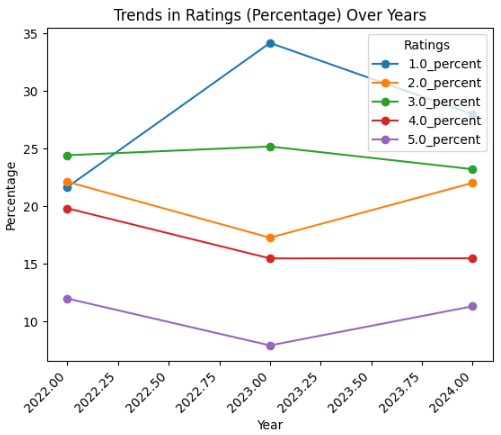 Trends in Ratings (Percentage) Over Years
35
30
25
20
15
10
Percentage
Ratings
1.0_percent
2.0_percent
3.0_percent
4.0_percent
5.0_percent
2022.00
2022.25
2022.50
2022.75
2023.00
2023.25
2023.50
2023.75
2024.00
Year